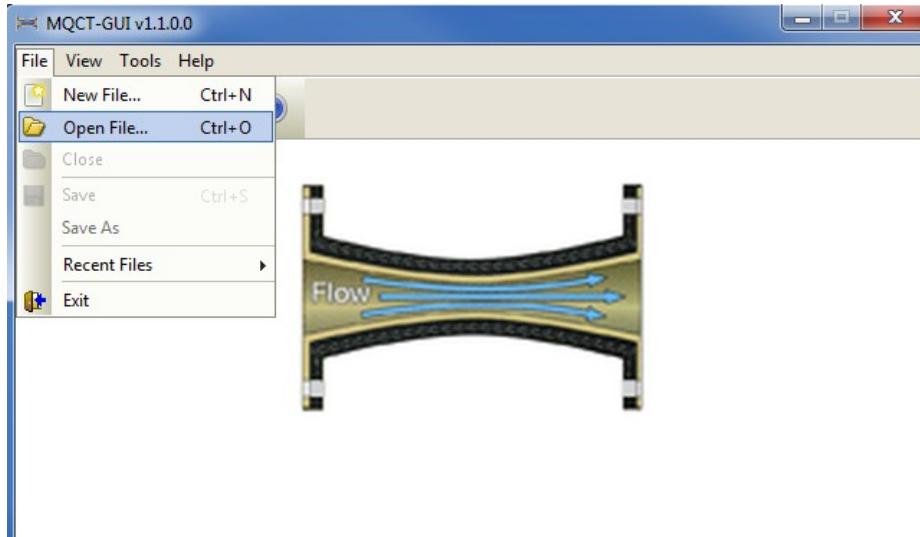 MQCT-GUI v1.1.0.0
File View Tools Help
New File... Ctrl+N
Open File... Ctrl+O
Close
Save Ctrl+S
Save As
Recent Files
Exit
Flow